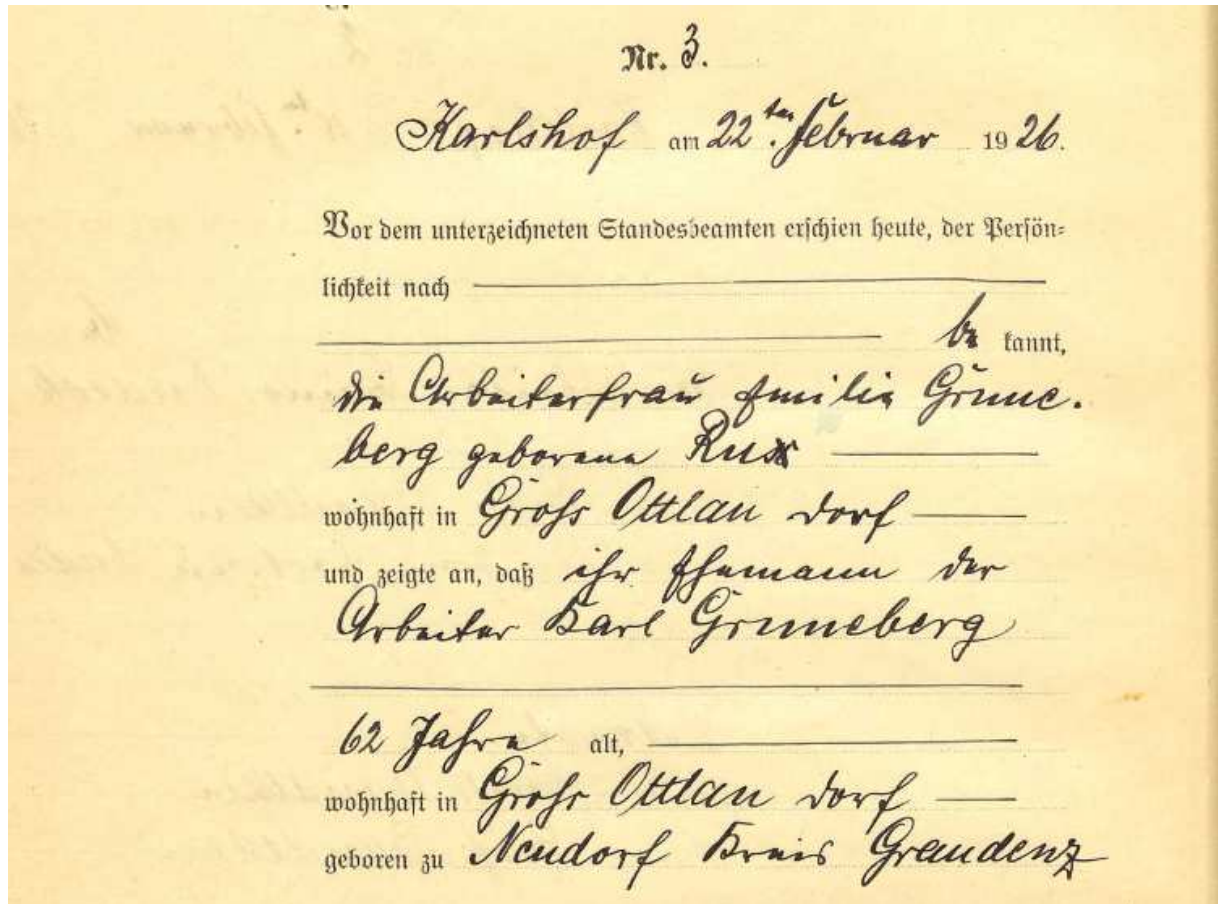 Nr. 3.
Karlshof am 22ten Februar 1926.
Vor dem unterzeichneten Standesbeamten erschien heute, der Persön-
lichkeit nach
be kannt,
die Arbeiterfrau Emilie Grune-
berg geborene
wohnhaft in Groß Ottlau Dorf
und zeigte an, daß ihr Ehemann der
Arbeiter Karl Gruneberg
62 Jahre alt,
wohnhaft in Groß Ottlau Dorf
geboren zu Neudorf Kreis Graudenz